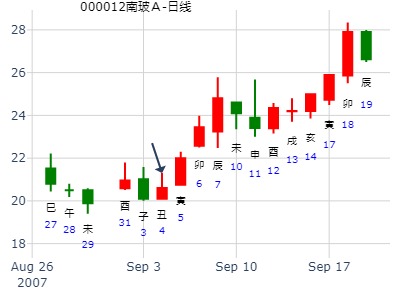 000012南玻A-日线
28
26
24
22
20
18
巳
27
午
28
未
29
酉
31
子
3
丑
4
寅
5
卯
6
辰
7
未
10
申
11
酉
12
戌
13
亥
14
寅
17
卯
18
辰
19
Aug 26
2007
Sep 3
Sep 10
Sep 17